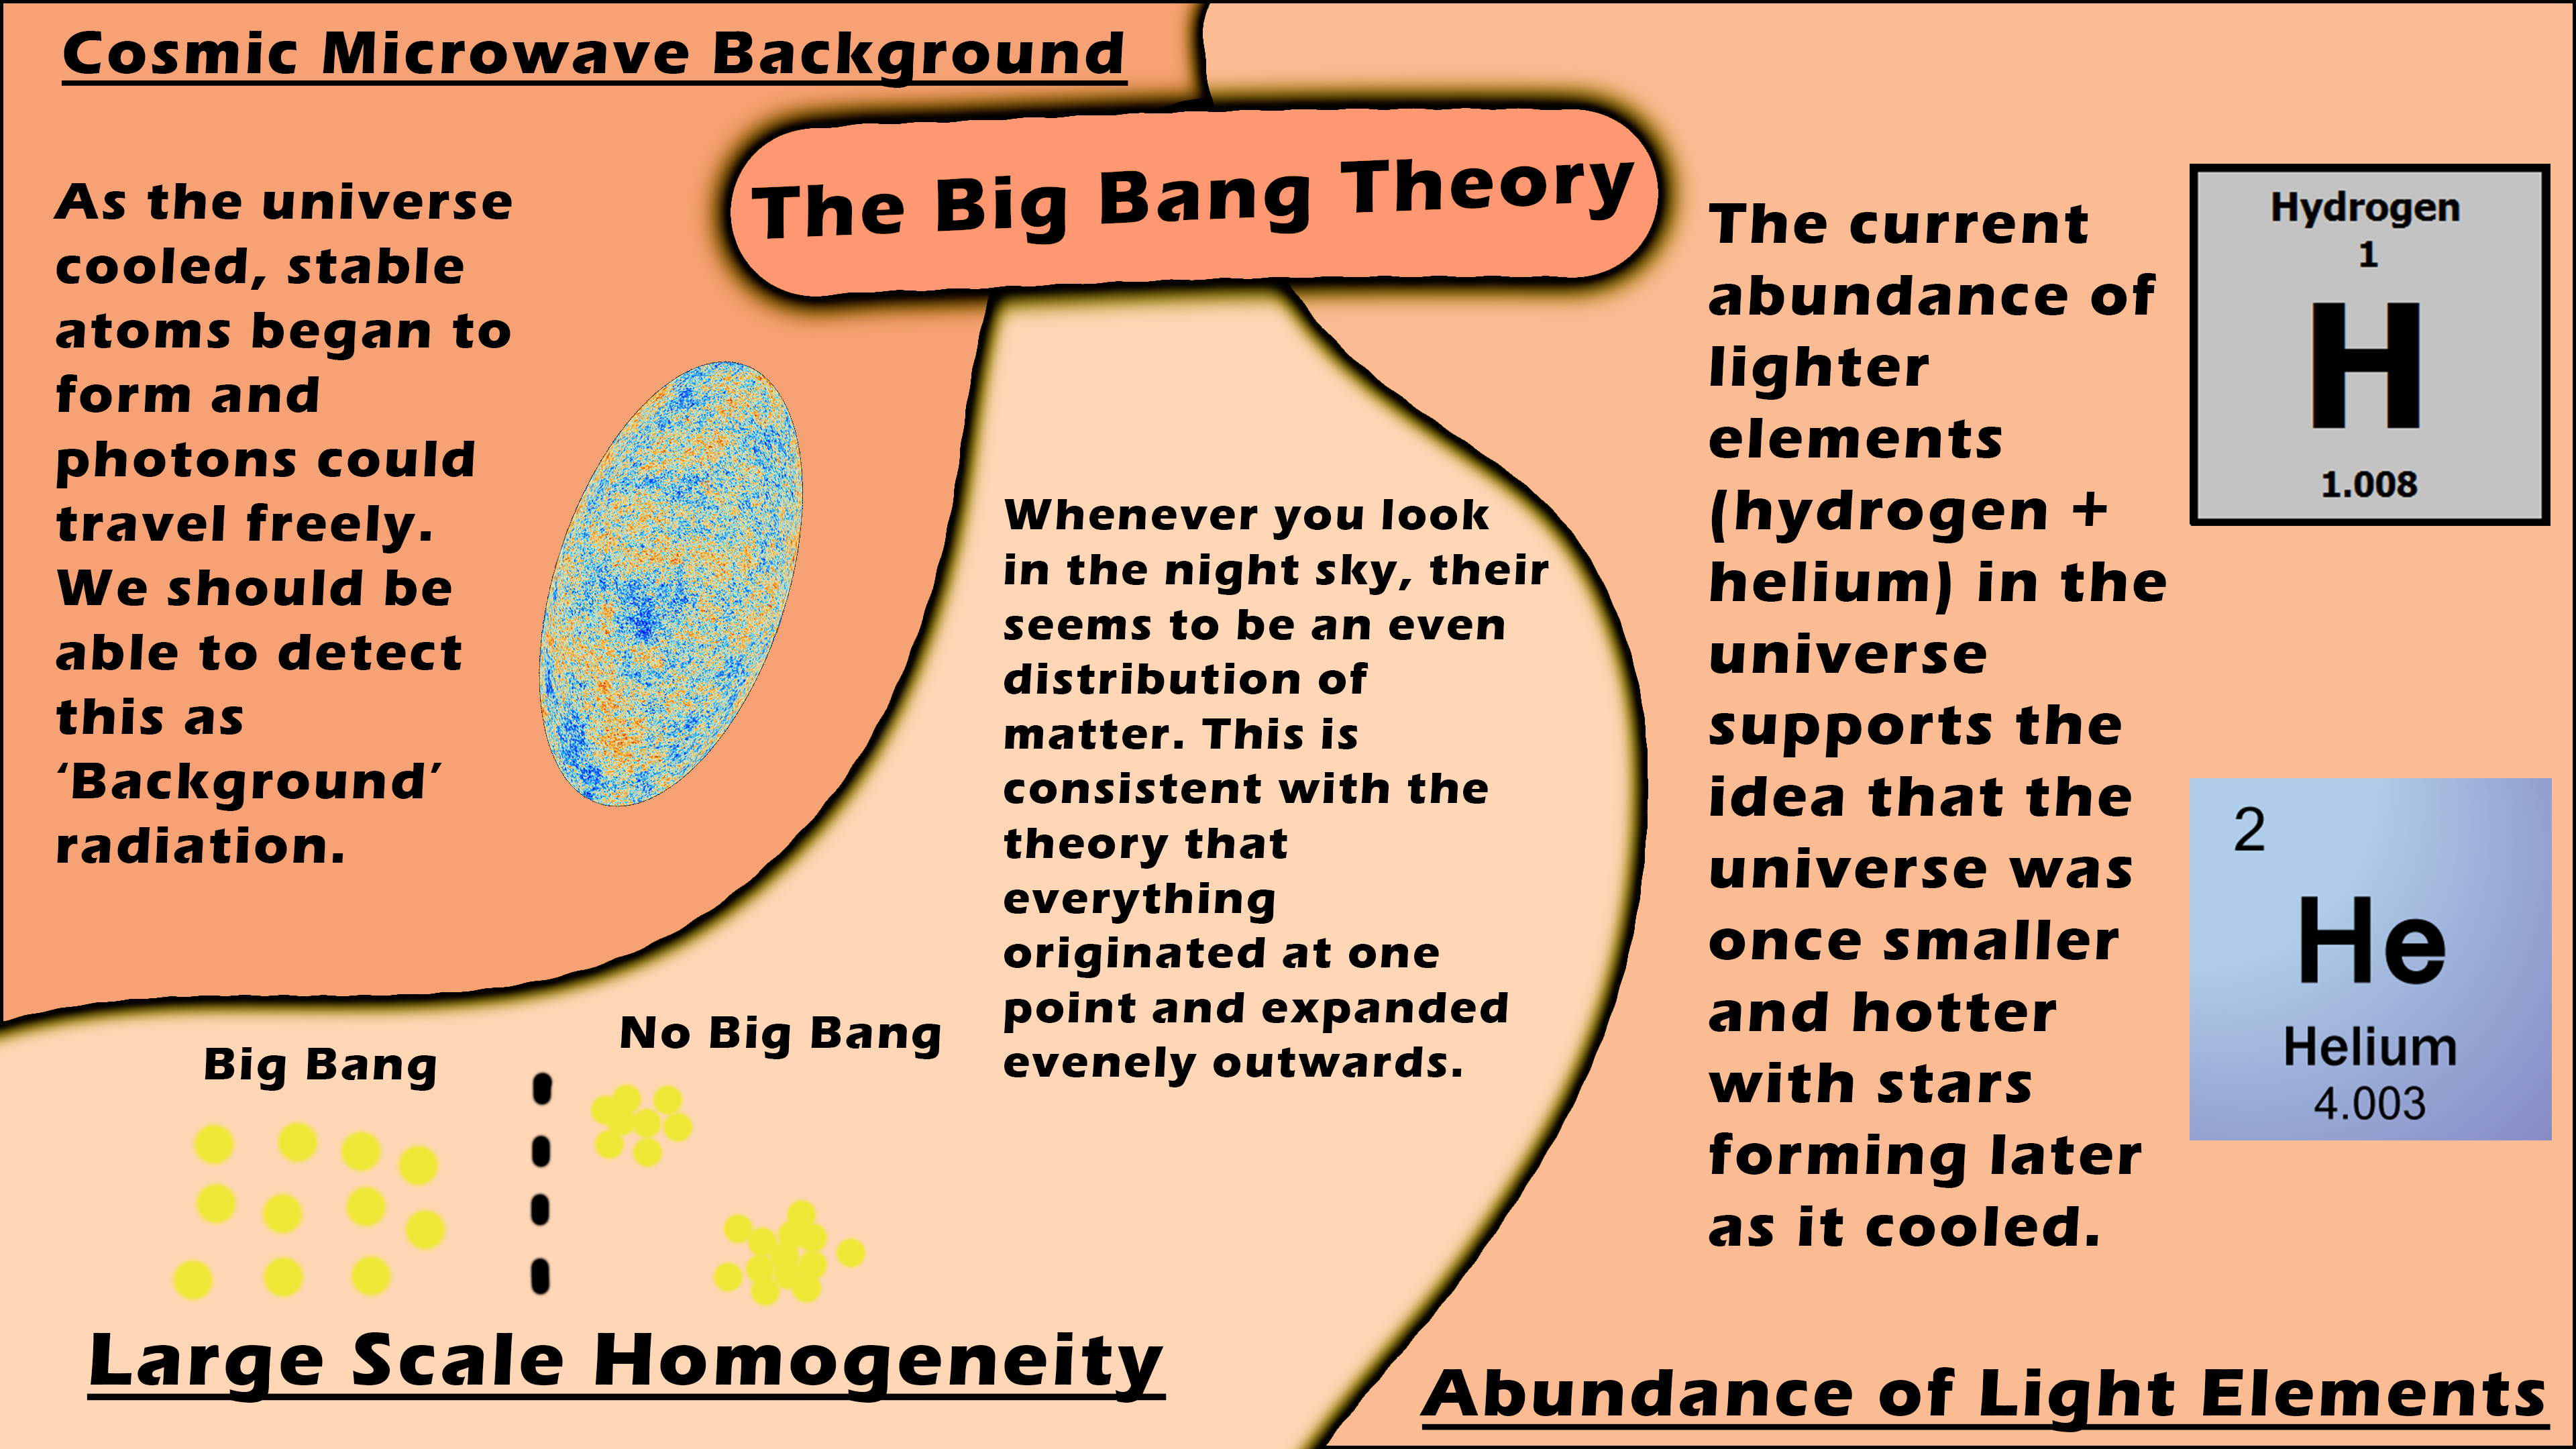 Cosmic Microwave Background
The Big Bang Theory
As the universe
cooled, stable
atoms began to
form and
photons could
travel freely.
We should be
able to detect
this as
‘Background’
radiation.
Whenever you look
in the night sky, their
seems to be an even
distribution of
matter. This is
consistent with the
theory that
everything
originated at one
point and expanded
evenely outwards.
Big Bang
No Big Bang
Large Scale Homogeneity
The current
abundance of
lighter
elements
(hydrogen +
helium) in the
universe
supports the
idea that the
universe was
once smaller
and hotter
with stars
forming later
as it cooled.
Hydrogen
1
H
1.008
2
He
Helium
4.003
Abundance of Light Elements